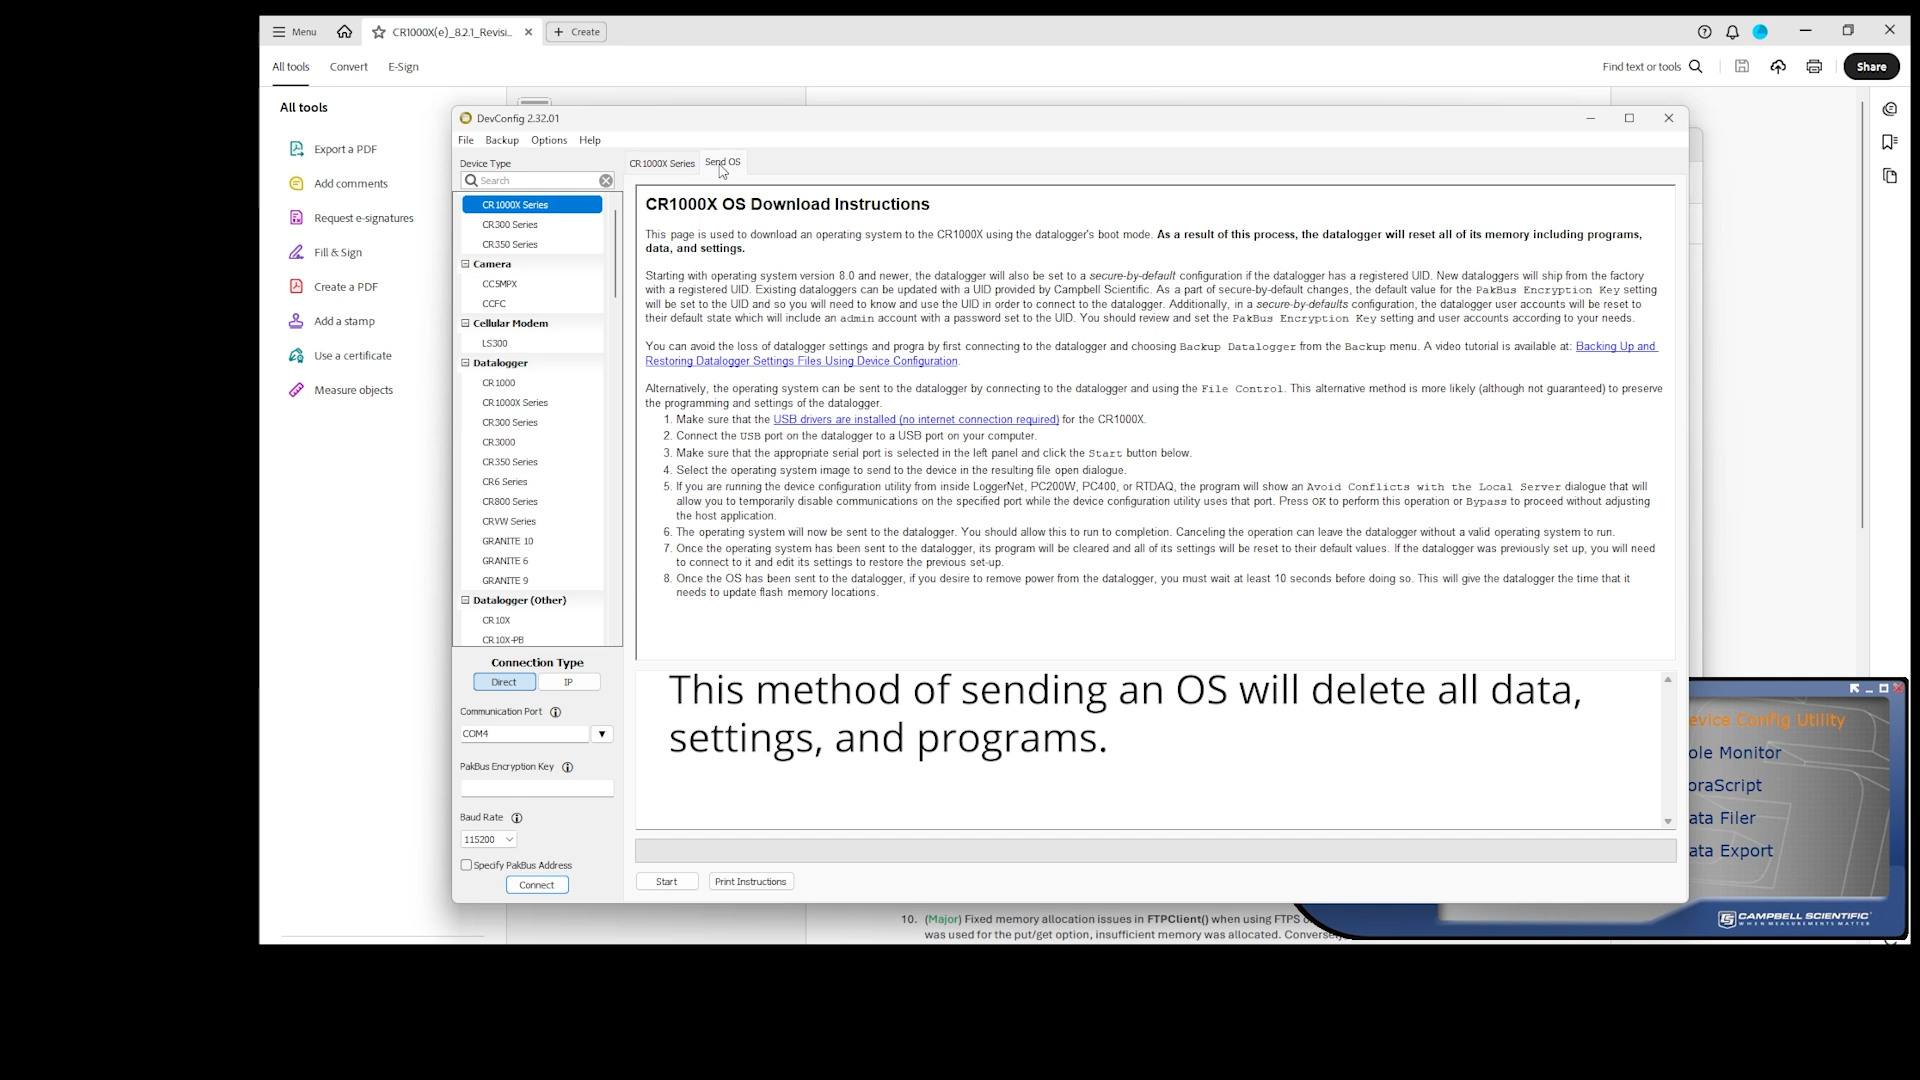 Menu
CR1000X(e)_8.2.1_Revisi...
Create
All tools
Convert
E-Sign
Find text or tools
Share
All tools
Export a PDF
Add comments
Request e-signatures
Fill & Sign
Create a PDF
Add a stamp
Use a certificate
Measure objects
DevConfig 2.32.01
File Backup Options Help
Device Type
Search
CR1000X Series
CR300 Series
CR350 Series
Camera
CC5MPX
CCFC
Cellular Modem
LS300
Datalogger
CR1000
CR1000X Series
CR300 Series
CR3000
CR350 Series
CR6 Series
CR800 Series
CRVW Series
GRANITE 10
GRANITE 6
GRANITE 9
Datalogger (Other)
CR10X
CR10X-PB
Connection Type
Direct IP
Communication Port
COM4
PakBus Encryption Key
Baud Rate
115200
Specify PakBus Address
Connect
CR1000X Series Send OS
CR1000X OS Download Instructions
This page is used to download an operating system to the CR1000X using the datalogger's boot mode. As a result of this process, the datalogger will reset all of its memory including programs,
data, and settings.
Starting with operating system version 8.0 and newer, the datalogger will also be set to a secure-by-default configuration if the datalogger has a registered UID. New dataloggers will ship from the factory
with a registered UID. Existing dataloggers can be updated with a UID provided by Campbell Scientific. As a part of secure-by-default changes, the default value for the PakBus Encryption Key setting
will be set to the UID and so you will need to know and use the UID in order to connect to the datalogger. Additionally, in a secure-by-defaults configuration, the datalogger user accounts will be reset to
their default state which will include an admin account with a password set to the UID. You should review and set the PakBus Encryption Key setting and user accounts according to your needs.
You can avoid the loss of datalogger settings and progra by first connecting to the datalogger and choosing Backup Datalogger from the Backup menu. A video tutorial is available at: Backing Up and
Restoring Datalogger Settings Files Using Device Configuration.
Alternatively, the operating system can be sent to the datalogger by connecting to the datalogger and using the File Control. This alternative method is more likely (although not guaranteed) to preserve
the programming and settings of the datalogger.
1. Make sure that the USB drivers are installed (no internet connection required) for the CR1000X.
2. Connect the USB port on the datalogger to a USB port on your computer.
3. Make sure that the appropriate serial port is selected in the left panel and click the Start button below.
4. Select the operating system image to send to the device in the resulting file open dialogue.
5. If you are running the device configuration utility from inside LoggerNet, PC200W, PC400, or RTDAQ, the program will show an Avoid Conflicts with the Local Server dialogue that will
allow you to temporarily disable communications on the specified port while the device configuration utility uses that port. Press OK to perform this operation or Bypass to proceed without adjusting
the host application.
6. The operating system will now be sent to the datalogger. You should allow this to run to completion. Canceling the operation can leave the datalogger without a valid operating system to run.
7. Once the operating system has been sent to the datalogger, its program will be cleared and all of its settings will be reset to their default values. If the datalogger was previously set up, you will need
to connect to it and edit its settings to restore the previous set-up.
8. Once the OS has been sent to the datalogger, if you desire to remove power from the datalogger, you must wait at least 10 seconds before doing so. This will give the datalogger the time that it
needs to update flash memory locations.
This method of sending an OS will delete all data,
settings, and programs.
Start Print Instructions
evice Config Utility
ole Monitor
oraScript
ata Filer
ata Export
CAMPBELL SCIENTIFIC
WHEN MEASUREMENTS MATTER
10. (Major) Fixed memory allocation issues in FTPClient() when using FTPS
was used for the put/get option, insufficient memory was allocated. Conversel